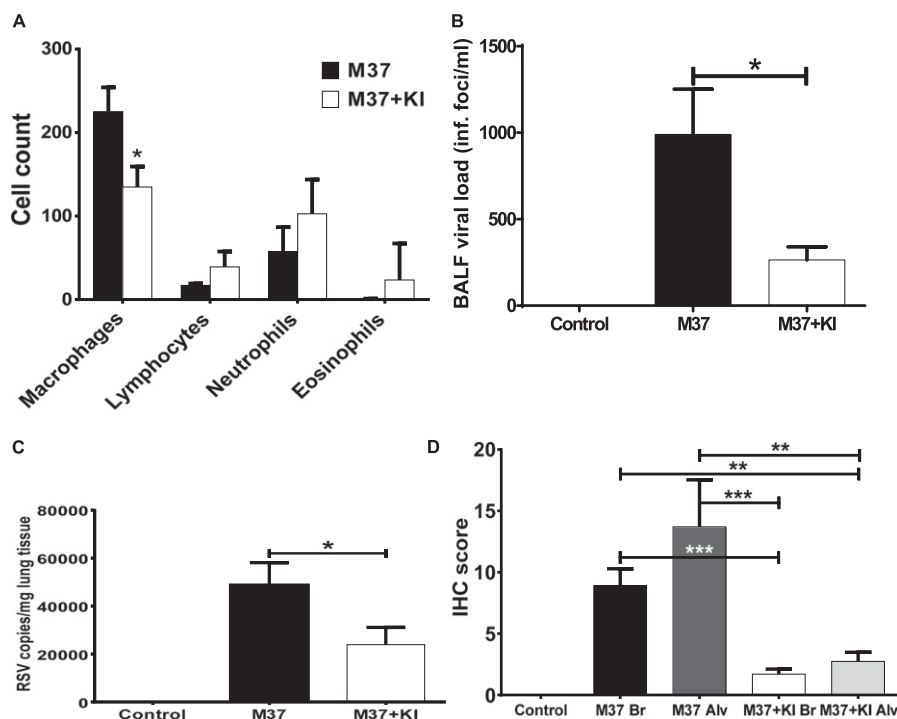 A
Cell count
300
200
100
0
M37
M37+KI
*
Macrophages
Lymphocytes
Neutrophils
Eosinophils
B
BALF viral load (inf. foci/ml)
1500
1000
500
0
*
Control M37 M37+KI
C
RSV copies/mg lung tissue
80000
60000
40000
20000
0
*
Control M37 M37+KI
D
IHC score
20
15
10
5
0
**
**
***
***
Control M37 Br M37 Alv M37+KI Br M37+KI Alv